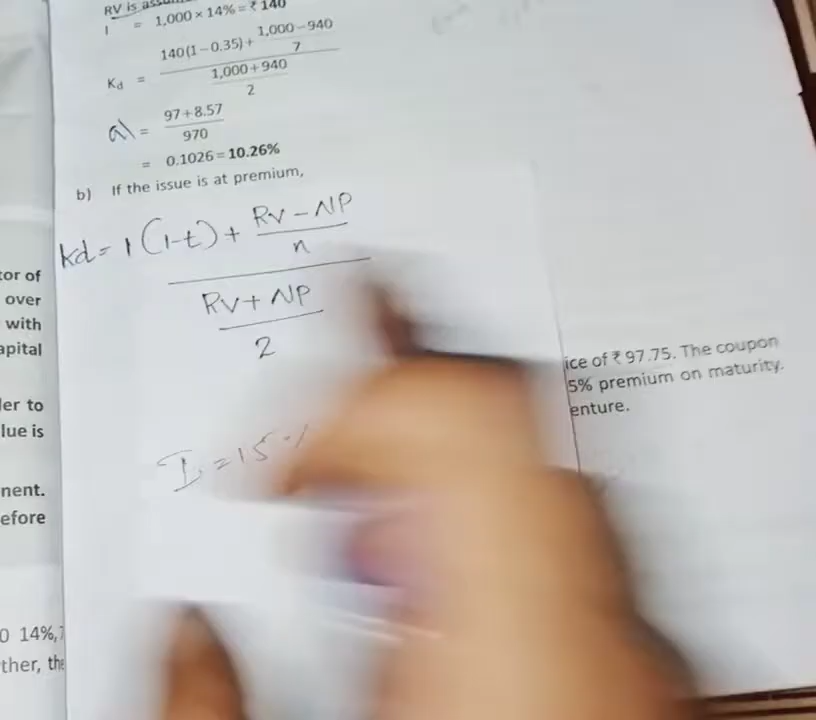 RV is
I = 1,000 × 14% = ₹ 140
Kd = 140(1 – 0.35) + 1,000 – 940 / 7
1,000 + 940 / 2
a) = 97 + 8.57 / 970
= 0.1026 = 10.26%
b) If the issue is at premium,
Kd = I (1-t) + RV – NP / n
RV + NP / 2
tor of
over
with
apital
ice of ₹ 97.75. The coupon
5% premium on maturity.
enture.
er to
lue is
I = 15%
nent.
efore
0 14%,
ther, the